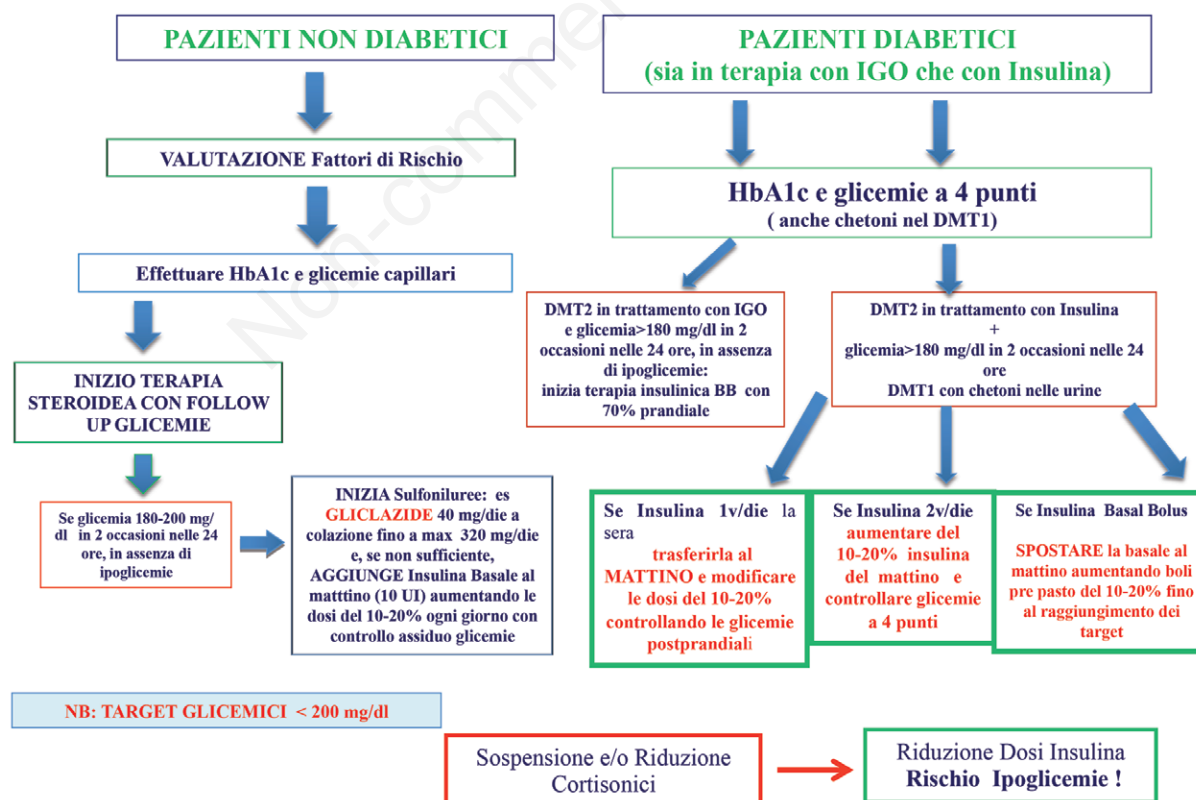 PAZIENTI NON DIABETICI
VALUTAZIONE Fattori di Rischio
Effettuare HbA1c e glicemie capillari
INIZIO TERAPIA
STEROIDEA CON FOLLOW
UP GLICEMIE
Se glicemia 180-200 mg/
dl in 2 occasioni nelle 24
ore, in assenza di
ipoglicemie
INIZIA Sulfoniluree: es
GLICLAZIDE 40 mg/die a
colazione fino a max 320 mg/die
e, se non sufficiente,
AGGIUNGE Insulina Basale al
matttino (10 UI) aumentando le
dosi del 10-20% ogni giorno con
controllo assiduo glicemie
PAZIENTI DIABETICI
(sia in terapia con IGO che con Insulina)
HbA1c e glicemie a 4 punti
( anche chetoni nel DMT1)
DMT2 in trattamento con IGO
e glicemia>180 mg/dl in 2
occasioni nelle 24 ore, in assenza
di ipoglicemie:
inizia terapia insulinica BB con
70% prandiale
DMT2 in trattamento con Insulina
+
glicemia>180 mg/dl in 2 occasioni nelle 24
ore
DMT1 con chetoni nelle urine
Se Insulina 1v/die la
sera
trasferirla al
MATTINO e modificare
le dosi del 10-20%
controllando le glicemie
postprandiali
Se Insulina 2v/die
aumentare del
10-20% insulina
del mattino e
controllare glicemie
a 4 punti
Se Insulina Basal Bolus
SPOSTARE la basale al
mattino aumentando boli
pre pasto del 10-20% fino
al raggiungimento dei
target
NB: TARGET GLICEMICI < 200 mg/dl
Sospensione e/o Riduzione
Cortisonici
Riduzione Dosi Insulina
Rischio Ipoglicemie !